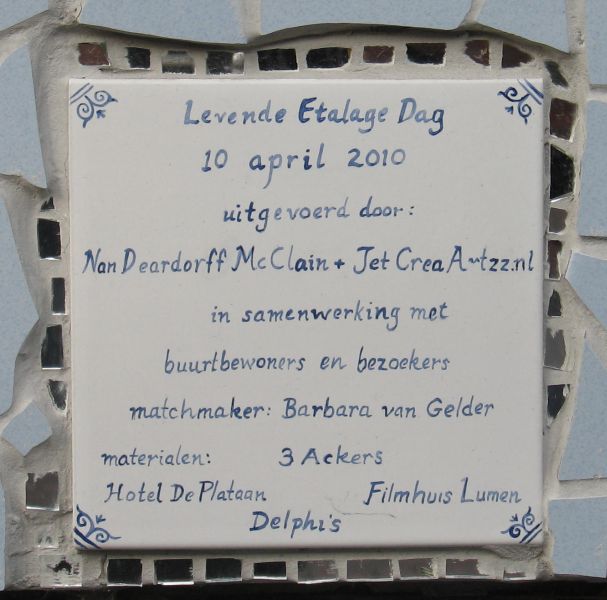 Levende Etalage Dag
10 april 2010
uitgevoerd door:
Nan Deardorff McClain + Jet CreaArtzz.nl
in samenwerking met
buurtbewoners en bezoekers
matchmaker: Barbara van Gelder
materialen: 3 Ackers
Hotel De Plataan Filmhuis Lumen
Delphi's